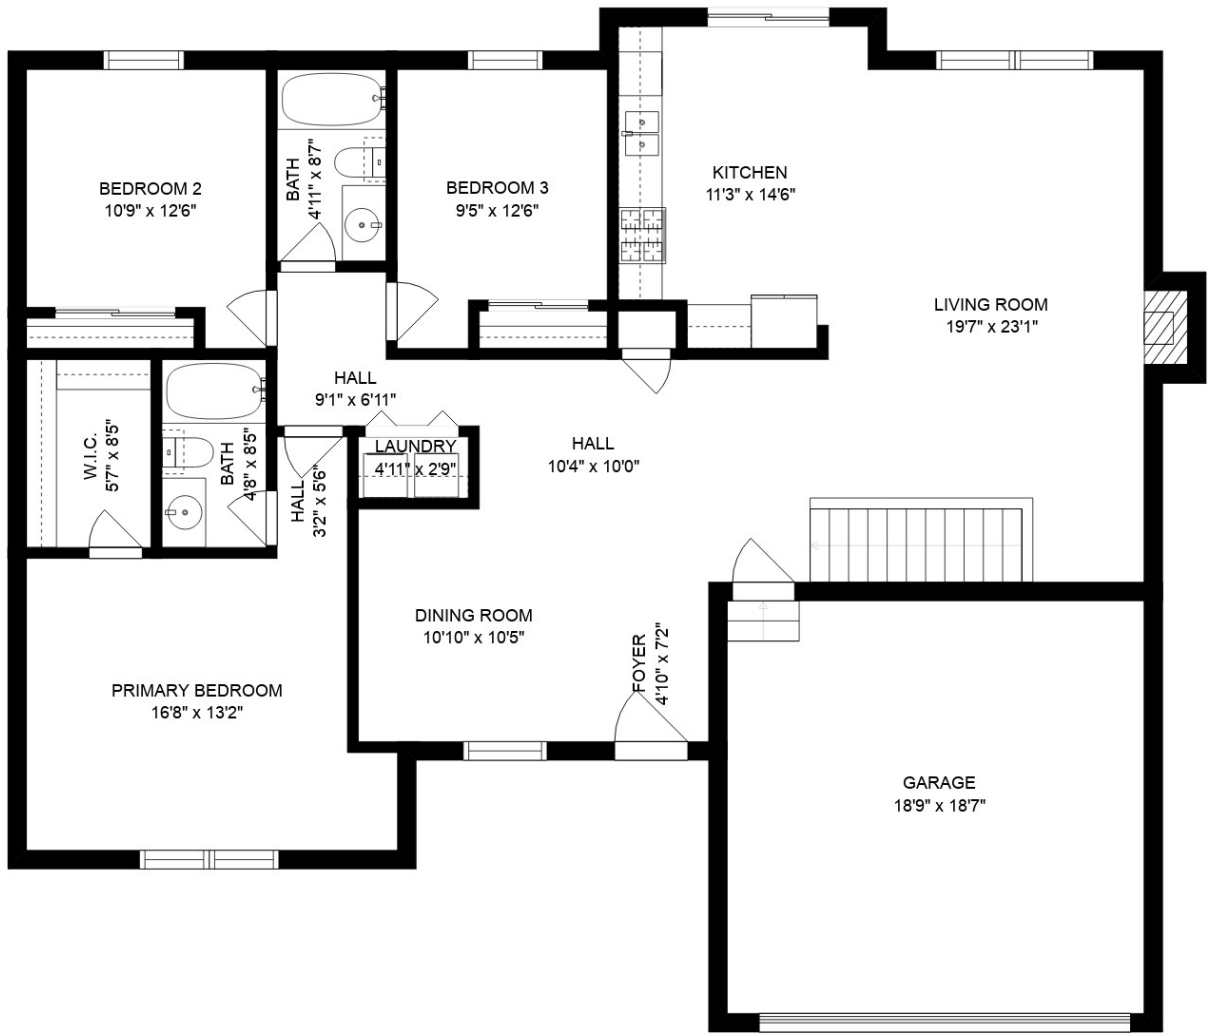 KITCHEN
11'3" x 14'6"
BEDROOM 2
10'9" x 12'6"
BATH
4'11" x 8'7"
BEDROOM 3
9'5" x 12'6"
LIVING ROOM
19'7" x 23'1"
HALL
9'1" x 6'11"
W.I.C.
5'7" x 8'5"
BATH
4'8" x 8'5"
HALL
3'2" x 5'6"
LAUNDRY
4'11" x 2'9"
HALL
10'4" x 10'0"
DINING ROOM
10'10" x 10'5"
FOYER
4'10" x 7'2"
PRIMARY BEDROOM
16'8" x 13'2"
GARAGE
18'9" x 18'7"